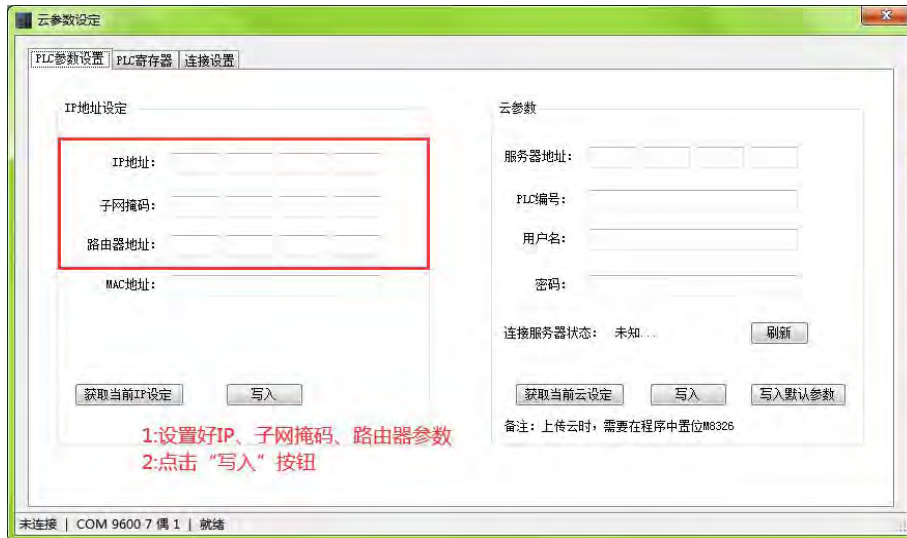 云参数设定
PLC参数设置 PLC寄存器 连接设置
IP地址设定
IP地址:
子网掩码:
路由器地址:
MAC地址:
获取当前IP设定 写入
1:设置好IP、子网掩码、路由器参数
2:点击“写入”按钮
云参数
服务器地址:
PLC编号:
用户名:
密码:
连接服务器状态: 未知... 刷新
获取当前云设定 写入 写入默认参数
备注:上传云时,需要在程序中置位M8326
未连接 | COM 9600 7 偶 1 | 就绪